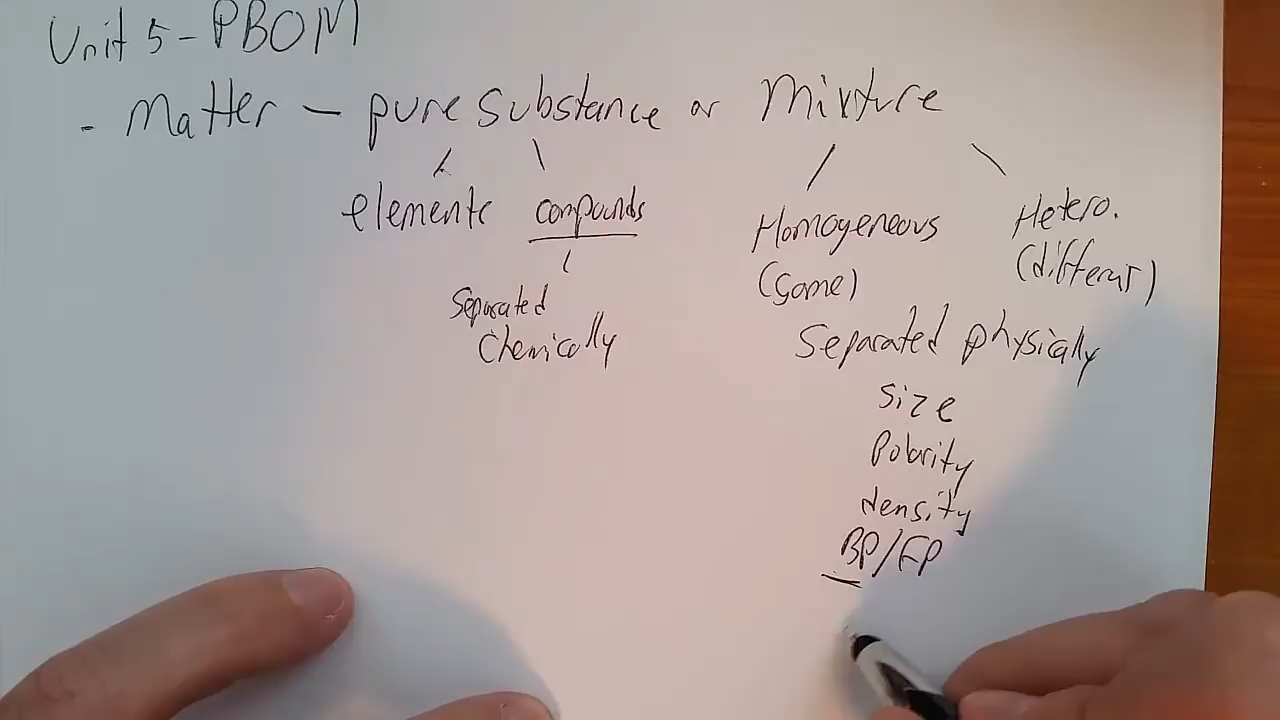 Unit 5 - PBOM
- Matter - pure substance or Mixture
elements compounds
Homogeneous Hetero.
(same) (different)
Separated
Chemically
Separated physically
Size
Polarity
density
BP/FP